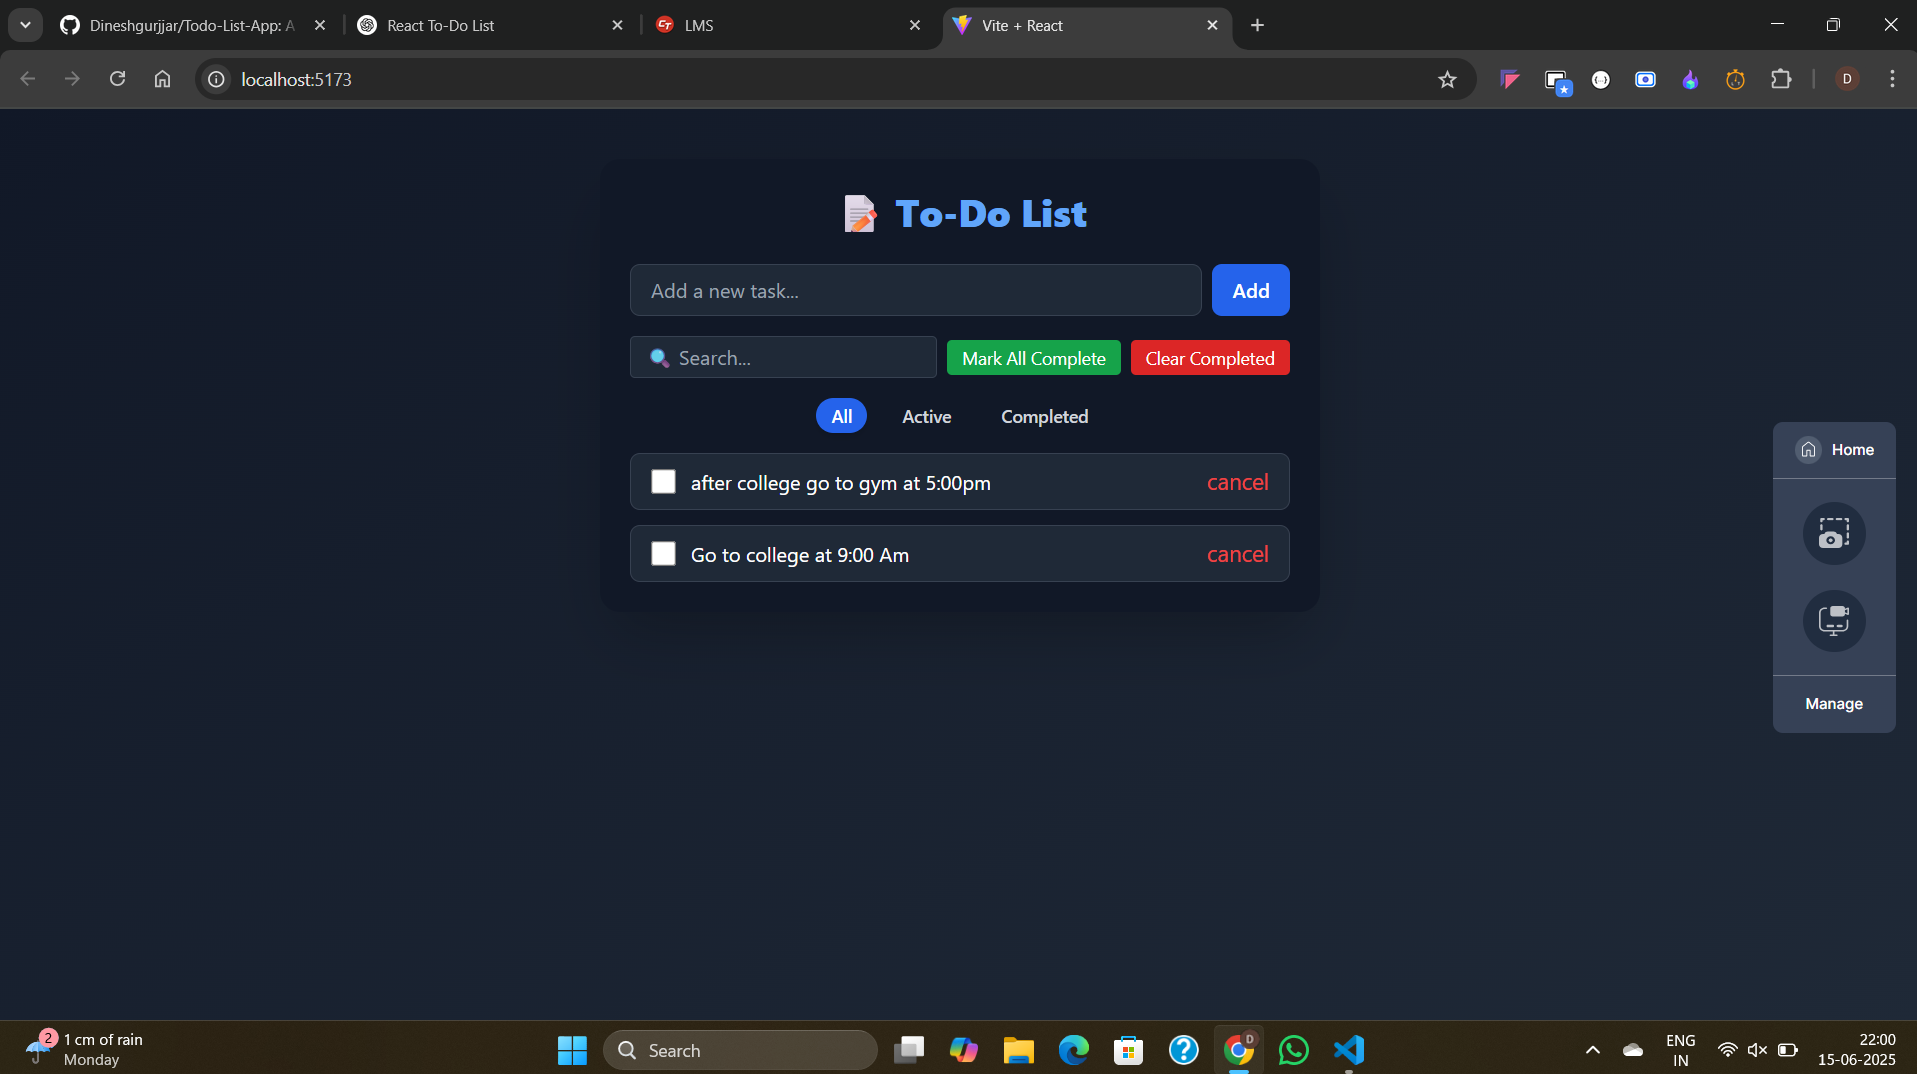 Dineshgurjjar/Todo-List-App: A
React To-Do List
LMS
Vite + React
localhost:5173
D
To-Do List
Add a new task...
Add
Search...
Mark All Complete
Clear Completed
All
Active
Completed
after college go to gym at 5:00pm
cancel
Go to college at 9:00 Am
cancel
Home
Manage
2
1 cm of rain
Monday
Search
D
ENG
IN
22:00
15-06-2025